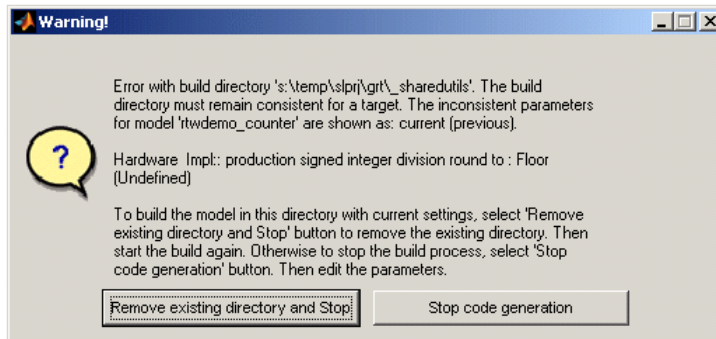 Warning!
Error with build directory 's:\temp\slprj\grt\_sharedutils'. The build
directory must remain consistent for a target. The inconsistent parameters
for model 'rtwdemo_counter' are shown as: current (previous).
Hardware Impl:: production signed integer division round to : Floor
(Undefined)
To build the model in this directory with current settings, select 'Remove
existing directory and Stop' button to remove the existing directory. Then
start the build again. Otherwise to stop the build process, select 'Stop
code generation' button. Then edit the parameters.
Remove existing directory and Stop
Stop code generation